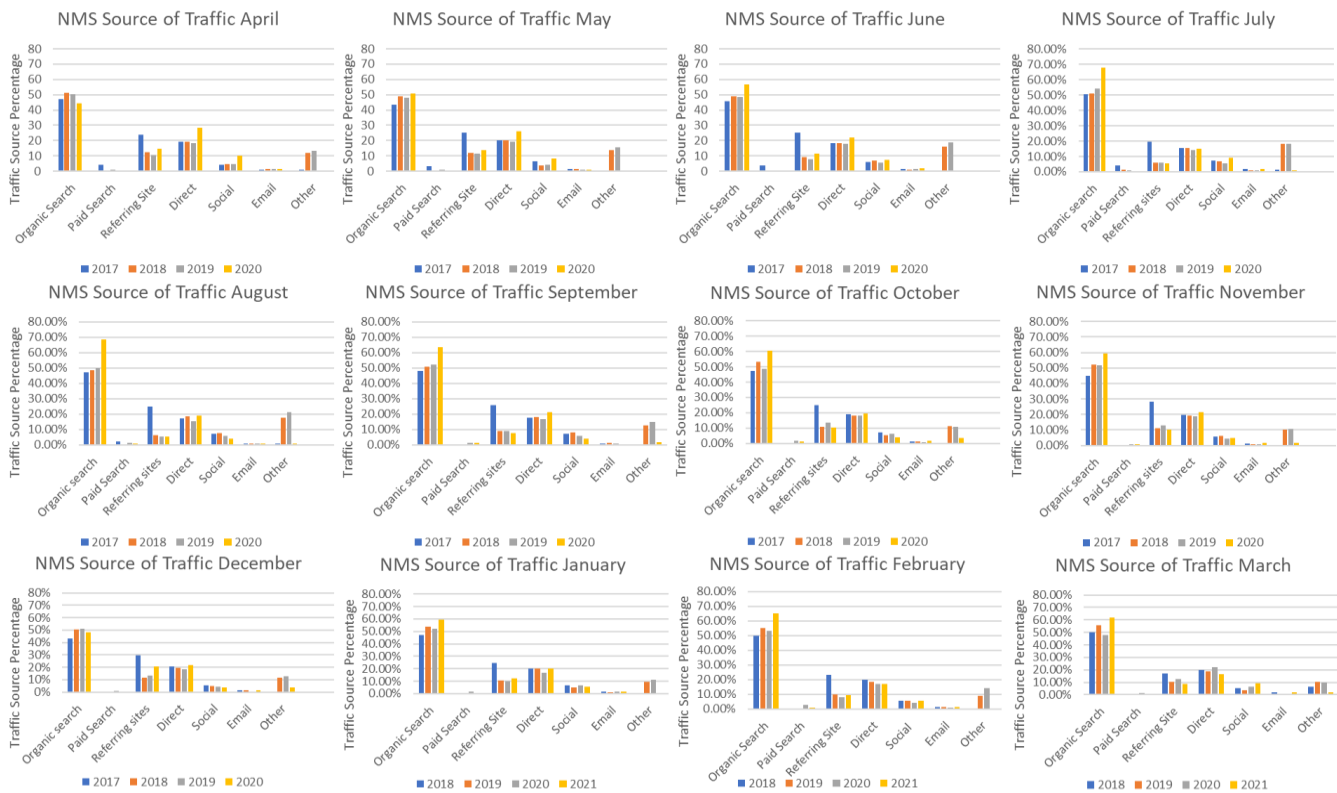 NMS Source of Traffic April
Traffic Source Percentage
80
70
60
50
40
30
20
10
0
Organic Search
Paid Search
Referring Site
Direct
Social
Email
Other
2017 2018 2019 2020
NMS Source of Traffic May
Traffic Source Percentage
80
70
60
50
40
30
20
10
0
Organic Search
Paid Search
Referring Site
Direct
Social
Email
Other
2017 2018 2019 2020
NMS Source of Traffic June
Traffic Source Percentage
80
70
60
50
40
30
20
10
0
Organic Search
Paid Search
Referring Site
Direct
Social
Email
Other
2017 2018 2019 2020
NMS Source of Traffic July
Traffic Source Percentage
80.00%
70.00%
60.00%
50.00%
40.00%
30.00%
20.00%
10.00%
0.00%
Organic search
Paid Search
Referring sites
Direct
Social
Email
Other
2017 2018 2019 2020
NMS Source of Traffic August
Traffic Source Percentage
80.00%
70.00%
60.00%
50.00%
40.00%
30.00%
20.00%
10.00%
0.00%
Organic search
Paid Search
Referring sites
Direct
Social
Email
Other
2017 2018 2019 2020
NMS Source of Traffic September
Traffic Source Percentage
80.00%
70.00%
60.00%
50.00%
40.00%
30.00%
20.00%
10.00%
0.00%
Organic search
Paid Search
Referring sites
Direct
Social
Email
Other
2017 2018 2019 2020
NMS Source of Traffic October
Traffic Source Percentage
80.00%
70.00%
60.00%
50.00%
40.00%
30.00%
20.00%
10.00%
0.00%
Organic search
Paid Search
Referring sites
Direct
Social
Email
Other
2017 2018 2019 2020
NMS Source of Traffic November
Traffic Source Percentage
80.00%
70.00%
60.00%
50.00%
40.00%
30.00%
20.00%
10.00%
0.00%
Organic search
Paid Search
Referring sites
Direct
Social
Email
Other
2017 2018 2019 2020
NMS Source of Traffic December
Traffic Source Percentage
80%
70%
60%
50%
40%
30%
20%
10%
0%
Organic search
Paid Search
Referring sites
Direct
Social
Email
Other
2017 2018 2019 2020
NMS Source of Traffic January
Traffic Source Percentage
80.00%
70.00%
60.00%
50.00%
40.00%
30.00%
20.00%
10.00%
0.00%
Organic Search
Paid Search
Referring Site
Direct
Social
Email
Other
2018 2019 2020 2021
NMS Source of Traffic February
Traffic Source Percentage
80.00%
70.00%
60.00%
50.00%
40.00%
30.00%
20.00%
10.00%
0.00%
Organic Search
Paid Search
Referring Site
Direct
Social
Email
Other
2018 2019 2020 2021
NMS Source of Traffic March
Traffic Source Percentage
80.00%
70.00%
60.00%
50.00%
40.00%
30.00%
20.00%
10.00%
0.00%
Organic Search
Paid Search
Referring Site
Direct
Social
Email
Other
2018 2019 2020 2021